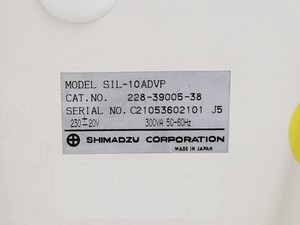 MODEL SIL-10ADVP
CAT.NO. 228-39005-38
SERIAL NO. C21053602101 J5
230～20V 300VA 50-60Hz
SHIMADZU CORPORATION
MADE IN JAPAN